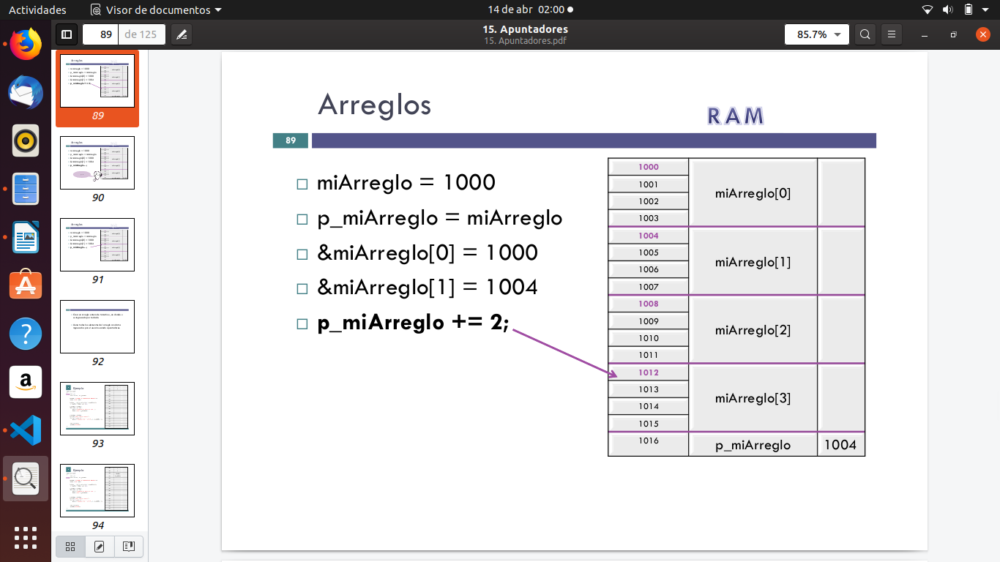 Actividades
Visor de documentos
14 de abr 02:00
89 de 125
15. Apuntadores
15. Apuntadores.pdf
85.7%
89
90
91
92
93
94
Arreglos
RAM
89
miArreglo = 1000
p_miArreglo = miArreglo
&miArreglo[0] = 1000
&miArreglo[1] = 1004
p_miArreglo += 2;
1000
1001
1002
1003
miArreglo[0]
1004
1005
1006
1007
miArreglo[1]
1008
1009
1010
1011
miArreglo[2]
1012
1013
1014
1015
miArreglo[3]
1016 p_miArreglo 1004